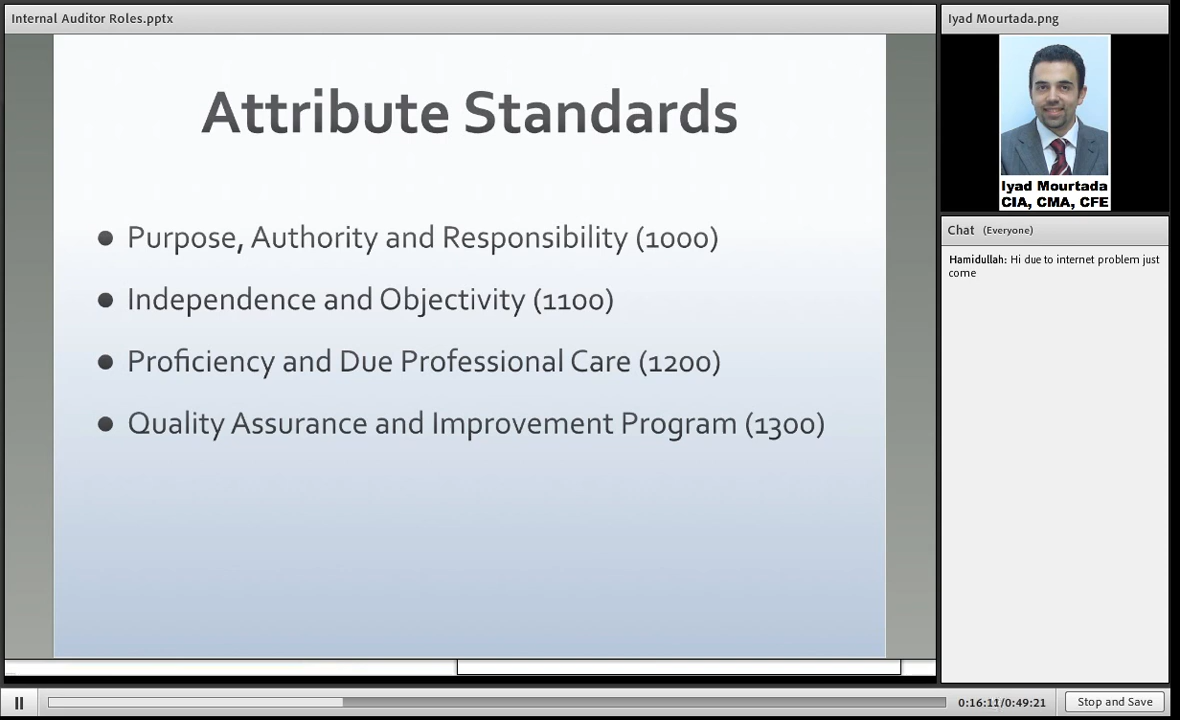 Internal Auditor Roles.pptx
Attribute Standards
● Purpose, Authority and Responsibility (1000)
● Independence and Objectivity (1100)
● Proficiency and Due Professional Care (1200)
● Quality Assurance and Improvement Program (1300)
Iyad Mourtada.png
Iyad Mourtada
CIA, CMA, CFE
Chat (Everyone)
Hamidullah: Hi due to internet problem just
come
0:16:11/0:49:21
Stop and Save